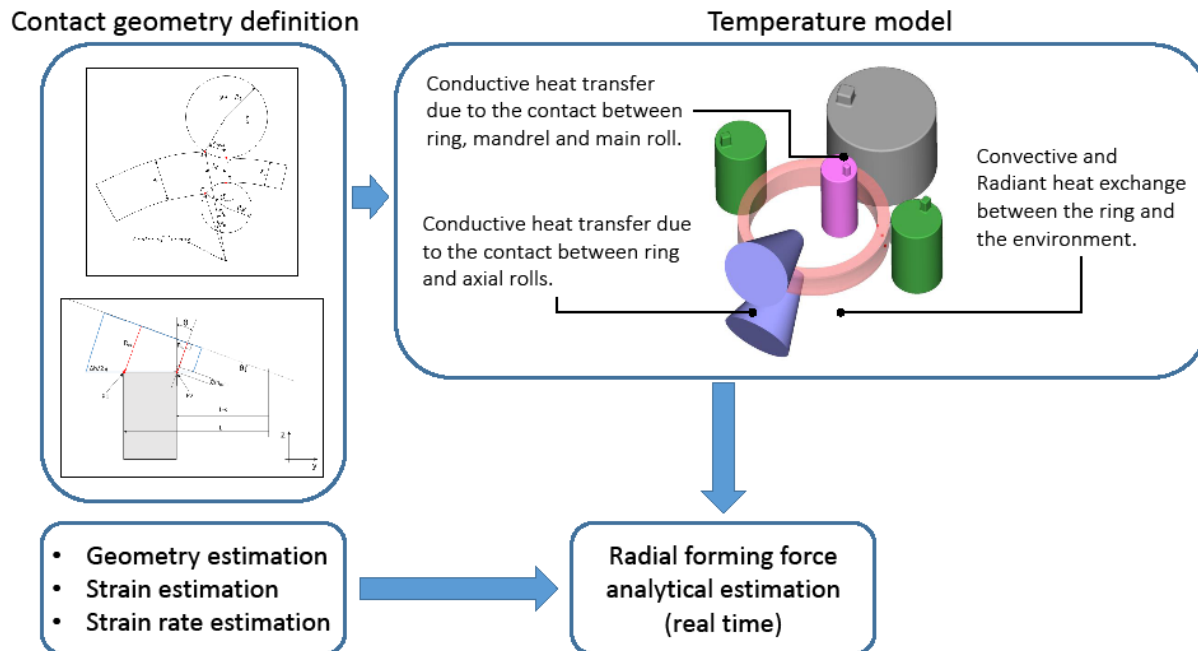 Contact geometry definition
Temperature model
Conductive heat transfer
due to the contact between
ring, mandrel and main roll.
Convective and
Radiant heat exchange
between the ring and
the environment.
Conductive heat transfer due
to the contact between ring
and axial rolls.
z
y
• Geometry estimation
• Strain estimation
• Strain rate estimation
Radial forming force
analytical estimation
(real time)